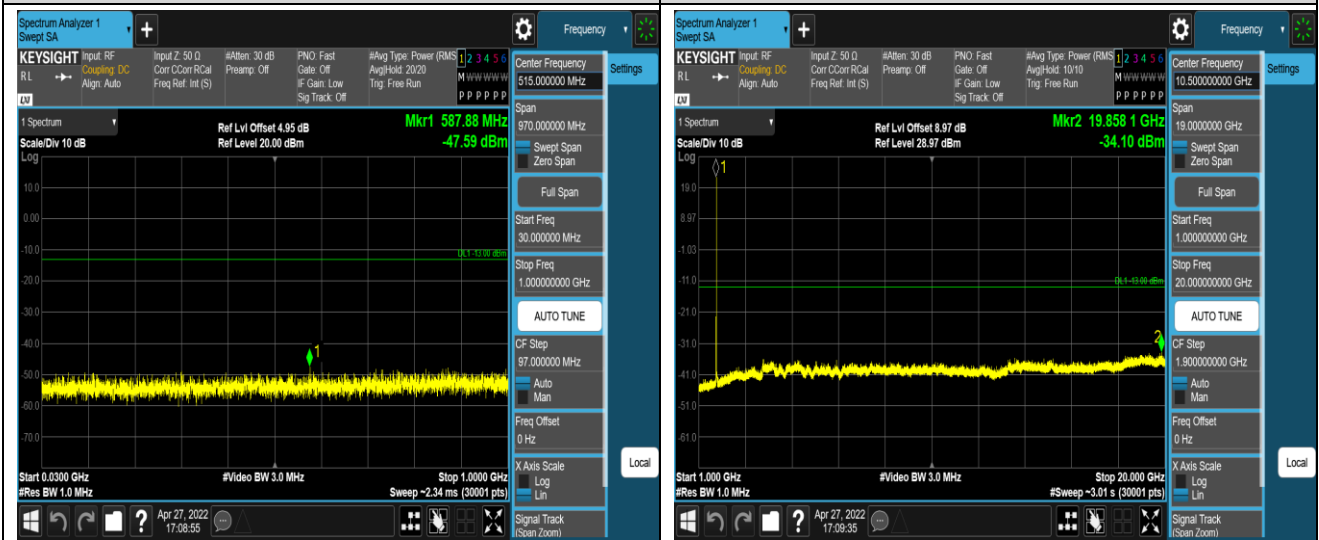 Spectrum Analyzer 1
Swept SA
+
Frequency
KEYSIGHT
RL
Input: RF
Coupling: DC
Align: Auto
Input Z: 50 Ω
Corr CCorr RCal
Freq Ref: Int (S)
#Atten: 30 dB
Preamp: Off
PNO: Fast
Gate: Off
IF Gain: Low
Sig Track: Off
#Avg Type: Power (RMS
Avg|Hold: 20/20
Trig: Free Run
1 2 3 4 5 6
M W W W W W
P P P P P P
Center Frequency
515.000000 MHz
Settings
Span
970.000000 MHz
Swept Span
Zero Span
Full Span
Start Freq
30.000000 MHz
Stop Freq
1.000000000 GHz
AUTO TUNE
CF Step
97.000000 MHz
Auto
Man
Freq Offset
0 Hz
X Axis Scale
Log
Lin
Local
Signal Track
(Span Zoom)
1 Spectrum
Scale/Div 10 dB
Log
Ref Lvl Offset 4.95 dB
Ref Level 20.00 dBm
Mkr1 587.88 MHz
-47.59 dBm
10.0
0.00
-10.0
DL1 -13.00 dBm
-20.0
-30.0
-40.0
1
-50.0
-60.0
-70.0
Start 0.0300 GHz
#Res BW 1.0 MHz
#Video BW 3.0 MHz
Stop 1.0000 GHz
Sweep ~2.34 ms (30001 pts)
?
Apr 27, 2022
17:08:55
Spectrum Analyzer 1
Swept SA
+
Frequency
KEYSIGHT
RL
Input: RF
Coupling: DC
Align: Auto
Input Z: 50 Ω
Corr CCorr RCal
Freq Ref: Int (S)
#Atten: 30 dB
Preamp: Off
PNO: Fast
Gate: Off
IF Gain: Low
Sig Track: Off
#Avg Type: Power (RMS
Avg|Hold: 10/10
Trig: Free Run
1 2 3 4 5 6
M W W W W W
P P P P P P
Center Frequency
10.500000000 GHz
Settings
Span
19.0000000 GHz
Swept Span
Zero Span
Full Span
Start Freq
1.000000000 GHz
Stop Freq
20.000000000 GHz
AUTO TUNE
CF Step
1.900000000 GHz
Auto
Man
Freq Offset
0 Hz
X Axis Scale
Log
Lin
Local
Signal Track
(Span Zoom)
1 Spectrum
Scale/Div 10 dB
Log
Ref Lvl Offset 8.97 dB
Ref Level 28.97 dBm
Mkr2 19.858 1 GHz
-34.10 dBm
1
19.0
8.97
-1.03
-11.0
DL1 -13.00 dBm
-21.0
-31.0
2
-41.0
-51.0
-61.0
Start 1.000 GHz
#Res BW 1.0 MHz
#Video BW 3.0 MHz
Stop 20.000 GHz
#Sweep ~3.01 s (30001 pts)
?
Apr 27, 2022
17:09:35